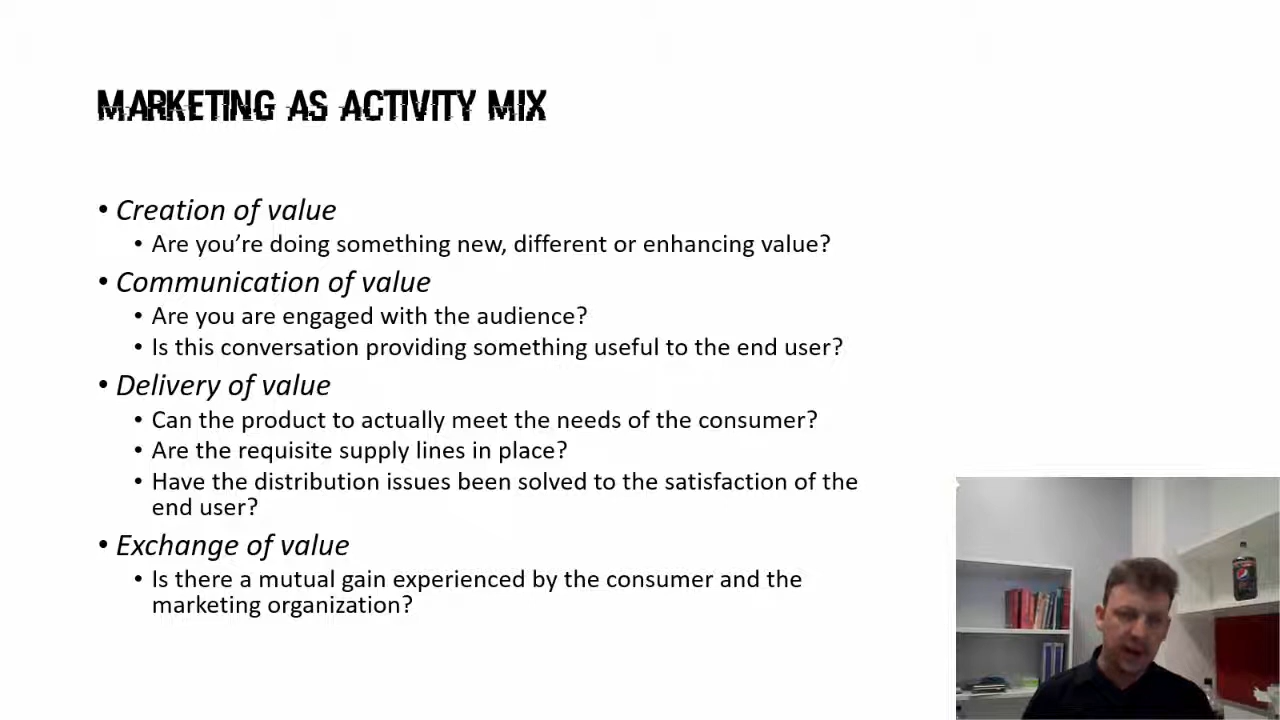 MARKETING AS ACTIVITY MIX
• Creation of value
• Are you’re doing something new, different or enhancing value?
• Communication of value
• Are you are engaged with the audience?
• Is this conversation providing something useful to the end user?
• Delivery of value
• Can the product to actually meet the needs of the consumer?
• Are the requisite supply lines in place?
• Have the distribution issues been solved to the satisfaction of the
end user?
• Exchange of value
• Is there a mutual gain experienced by the consumer and the
marketing organization?